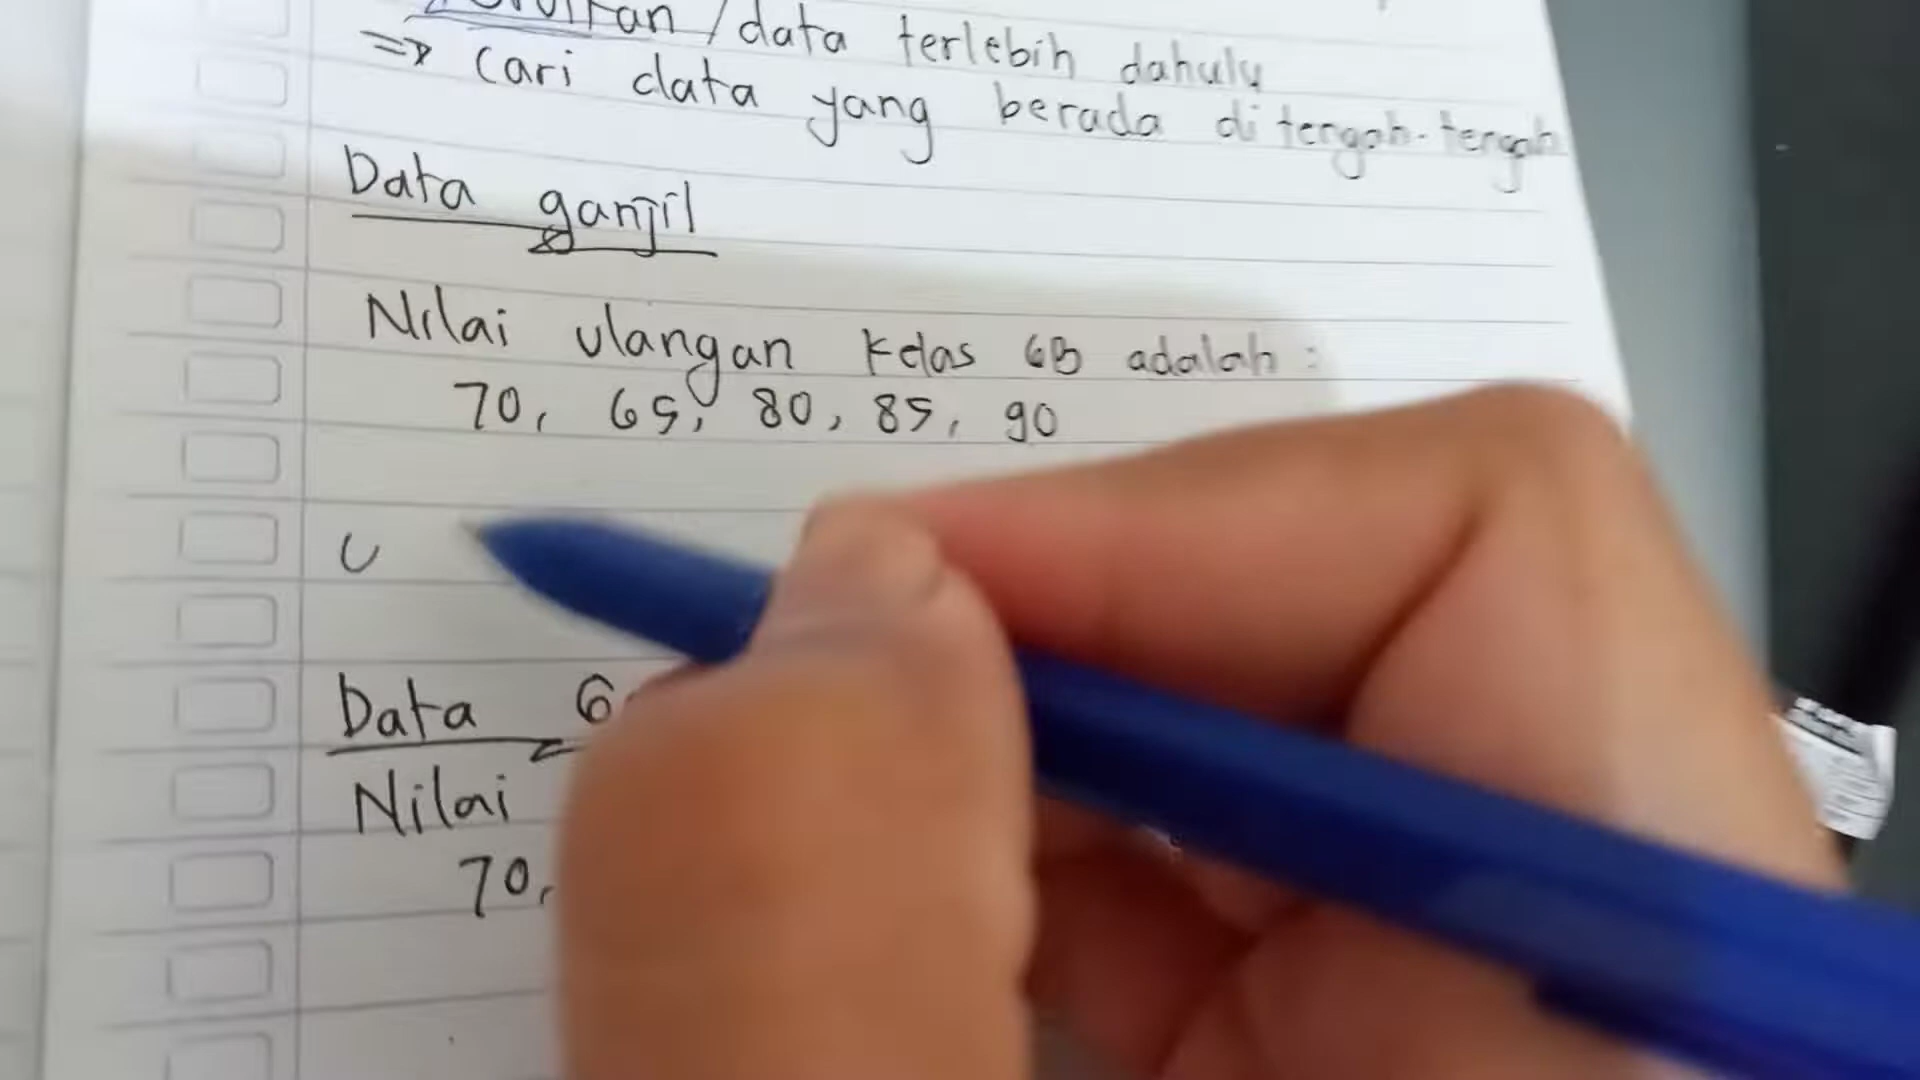 /data terlebih dahulu
=> Cari data yang berada di tengah-tengah
Data ganjil
Nilai ulangan Kelas 6B adalah :
70, 65, 80, 85, 90
U
Data
Nilai
70,